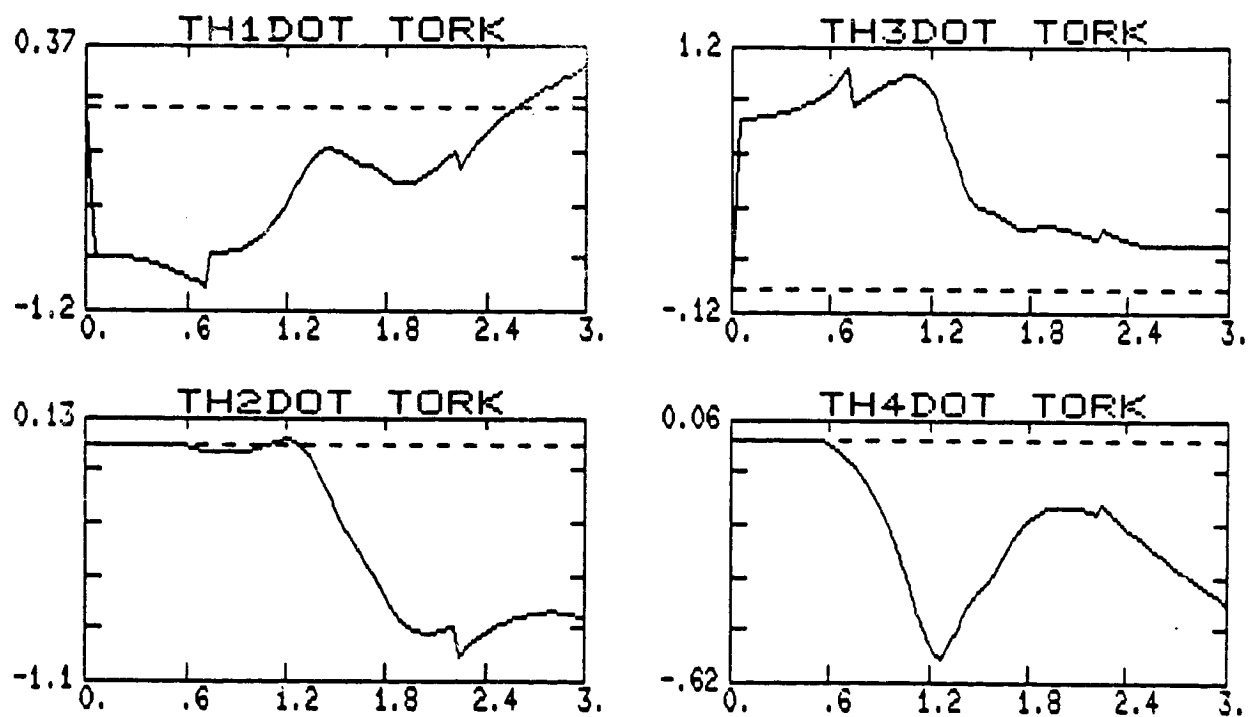 TH1DOT TORK
0.37
-1.2
0. .6 1.2 1.8 2.4 3.
TH3DOT TORK
1.2
-.12
0. .6 1.2 1.8 2.4 3.
TH2DOT TORK
0.13
-1.1
0. .6 1.2 1.8 2.4 3.
TH4DOT TORK
0.06
-.62
0. .6 1.2 1.8 2.4 3.